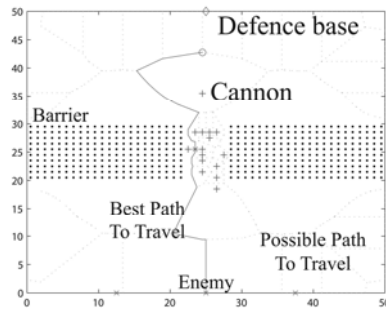 50
Defence base
45
40
35
Cannon
30
Barrier
25
20
15
Best Path
To Travel
10
Possible Path
To Travel
5
Enemy
0
0 10 20 30 40 50